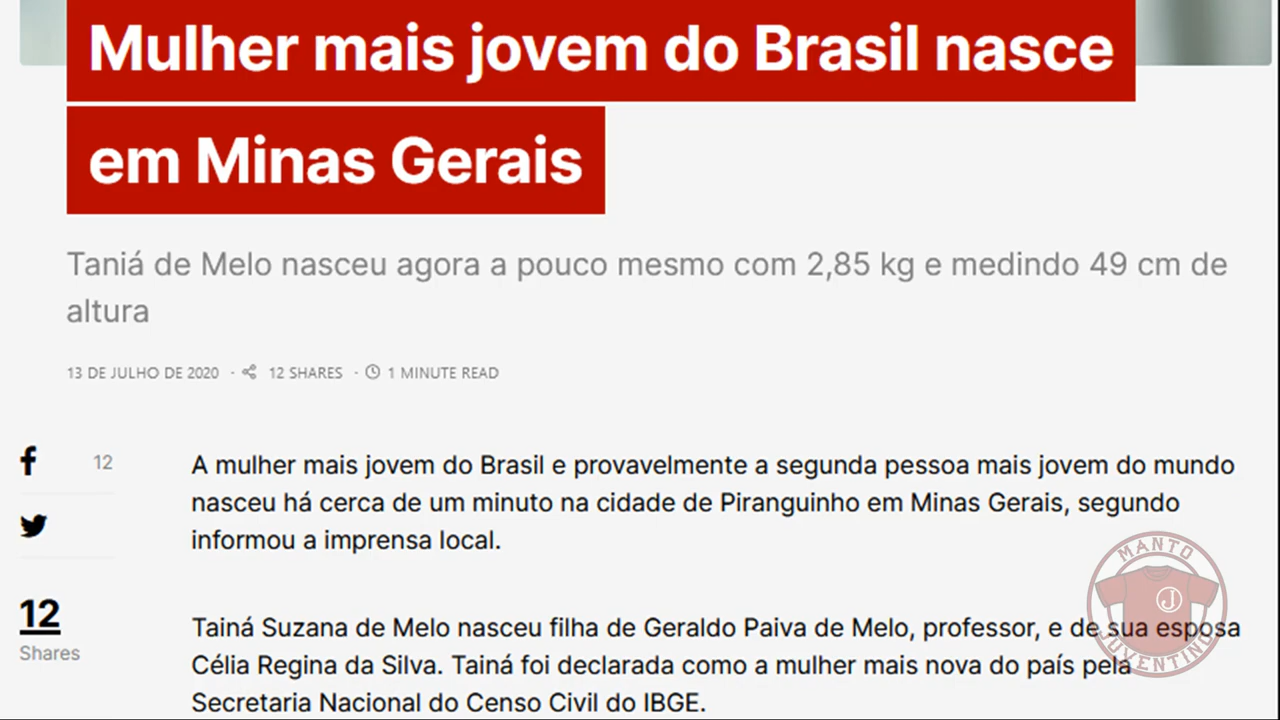 Mulher mais jovem do Brasil nasce
em Minas Gerais
Taniá de Melo nasceu agora a pouco mesmo com 2,85 kg e medindo 49 cm de
altura
13 DE JULHO DE 2020 · 12 SHARES · 1 MINUTE READ
12
12
Shares
A mulher mais jovem do Brasil e provavelmente a segunda pessoa mais jovem do mundo
nasceu há cerca de um minuto na cidade de Piranguinho em Minas Gerais, segundo
informou a imprensa local.
Tainá Suzana de Melo nasceu filha de Geraldo Paiva de Melo, professor, e de sua esposa
Célia Regina da Silva. Tainá foi declarada como a mulher mais nova do país pela
Secretaria Nacional do Censo Civil do IBGE.
MANTO
J
JUVENTINO